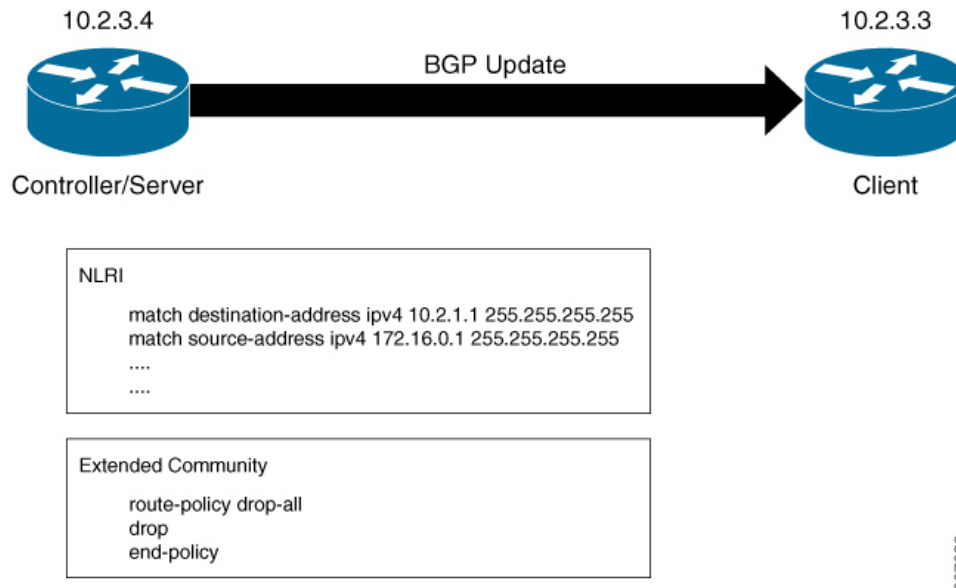 10.2.3.4
10.2.3.3
BGP Update
Controller/Server
Client
NLRI
match destination-address ipv4 10.2.1.1 255.255.255.255
match source-address ipv4 172.16.0.1 255.255.255.255
....
....
Extended Community
route-policy drop-all
drop
end-policy